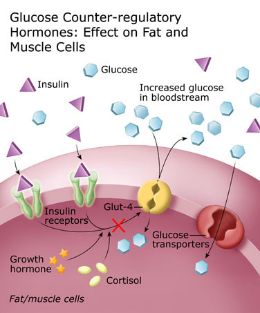 Glucose Counter-regulatory
Hormones: Effect on Fat and
Muscle Cells
Glucose
Insulin
Increased glucose
in bloodstream
Insulin
receptors
Glut-4
Glucose
transporters
Growth
hormone
Cortisol
Fat/muscle cells